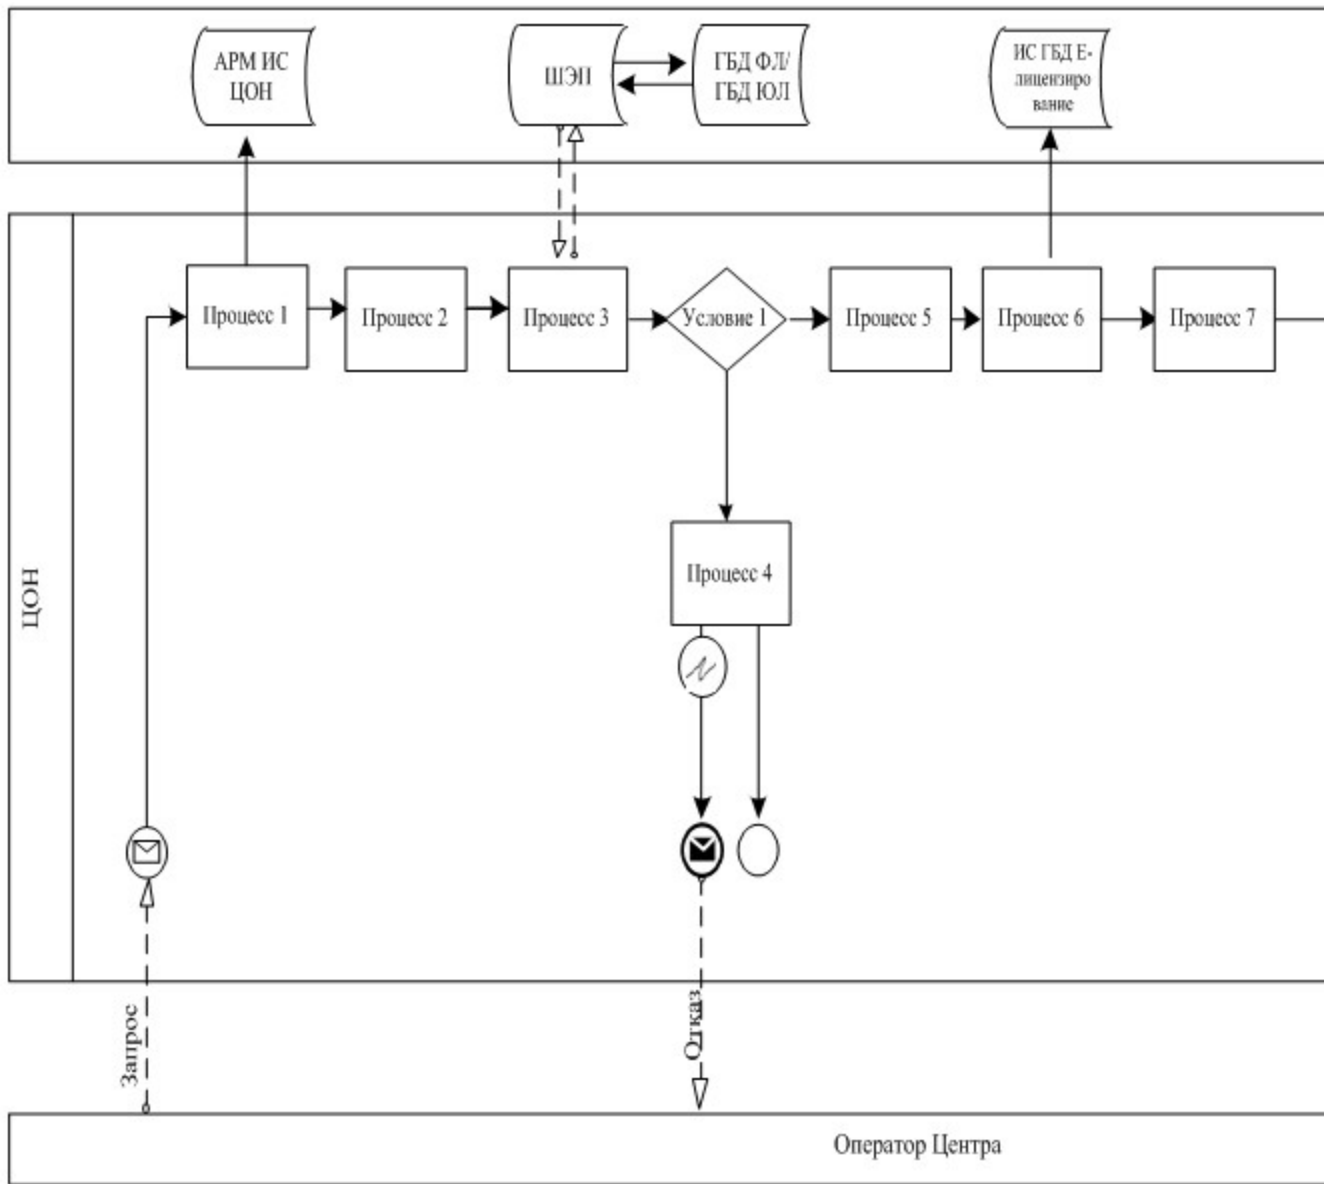 АРМ ИС
ЦОН
ШЭП
ГБД ФЛ/
ГБД ЮЛ
ИС ГБД Е-
лицензиро
вание
Процесс 1
Процесс 2
Процесс 3
Условие 1
Процесс 5
Процесс 6
Процесс 7
Процесс 4
ЦОН
Запрос
Отказ
Оператор Центра